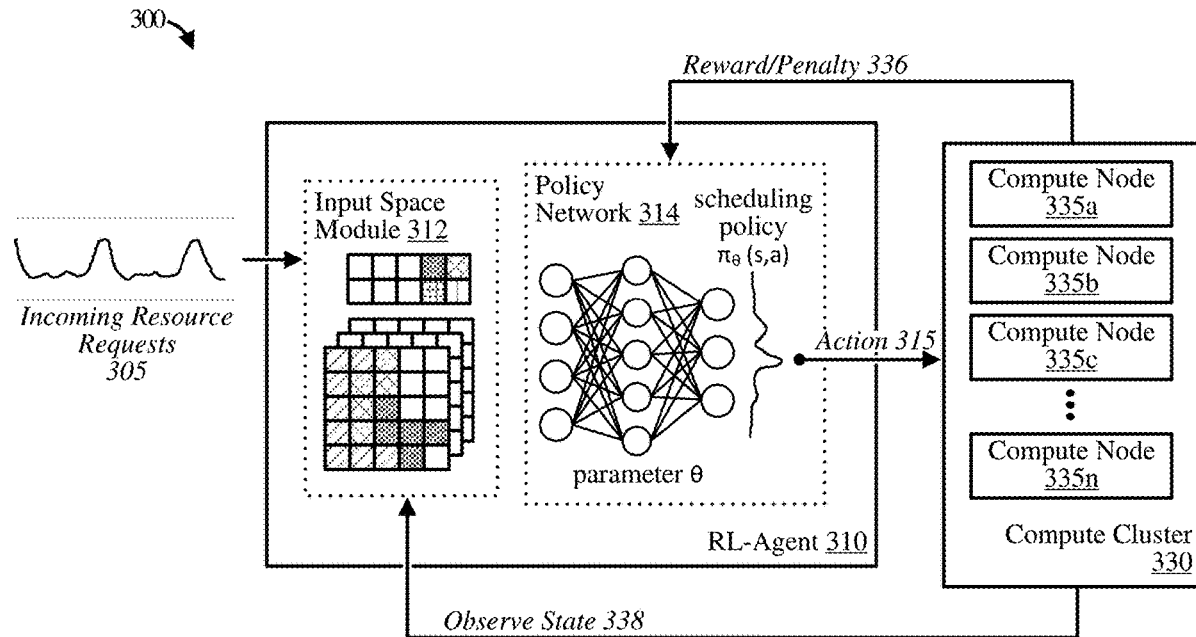 300
Reward/Penalty 336
Input Space
Module 312
Policy
Network 314
scheduling
policy
πθ (s,a)
Incoming Resource
Requests
305
parameter θ
Action 315
RL-Agent 310
Compute Node
335a
Compute Node
335b
Compute Node
335c
Compute Node
335n
Compute Cluster
330
Observe State 338